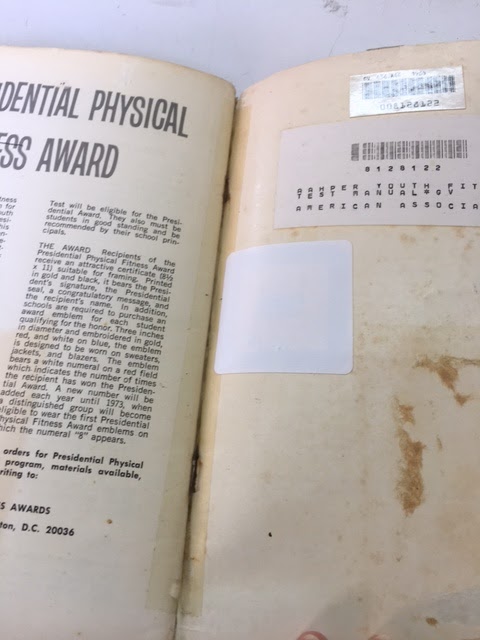 DENTIAL PHYSICAL
ESS AWARD
Test will be eligible for the Presi-
dential Award. They also must be
students in good standing and be
recommended by their school prin-
cipals.
THE AWARD Recipients of the
Presidential Physical Fitness Award
receive an attractive certificate (8½
x 11) suitable for framing. Printed
in gold and black, it bears the Presi-
dent's signature, the Presidential
seal, a congratulatory message, and
the recipient's name. In addition,
schools are required to purchase an
award emblem for each student
qualifying for the honor. Three inches
in diameter and embroidered in gold,
red, and white on blue, the emblem
is designed to be worn on sweaters,
jackets, and blazers. The emblem
bears a white numeral on a red field
which indicates the number of times
the recipient has won the Presiden-
tial Award. A new number will be
added each year until 1973, when
a distinguished group will become
eligible to wear the first Presidential
hysical Fitness Award emblems on
hich the numeral "8" appears.
orders for Presidential Physical
program, materials available,
riting to:
S AWARDS
ton, D.C. 20036
0120122
AAHPER YOUTH FIT
TEST MANUAL*GV
AMERICAN ASSOCIA